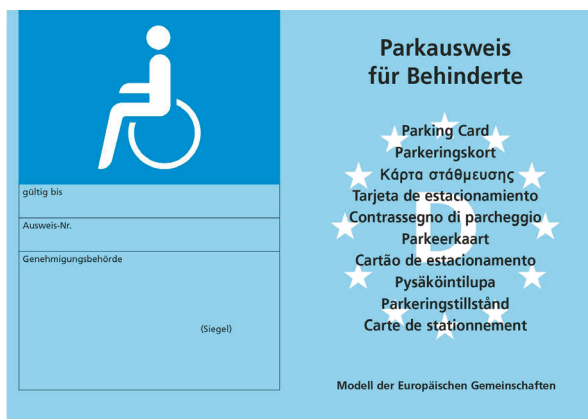 gültig bis
Ausweis-Nr.
Genehmigungsbehörde
(Siegel)
Parkausweis
für Behinderte
D
Parking Card
Parkeringskort
Κάρτα στάθμευσης
Tarjeta de estacionamiento
Contrassegno di parcheggio
Parkeerkaart
Cartão de estacionamento
Pysäköintilupa
Parkeringstillstånd
Carte de stationnement
Modell der Europäischen Gemeinschaften